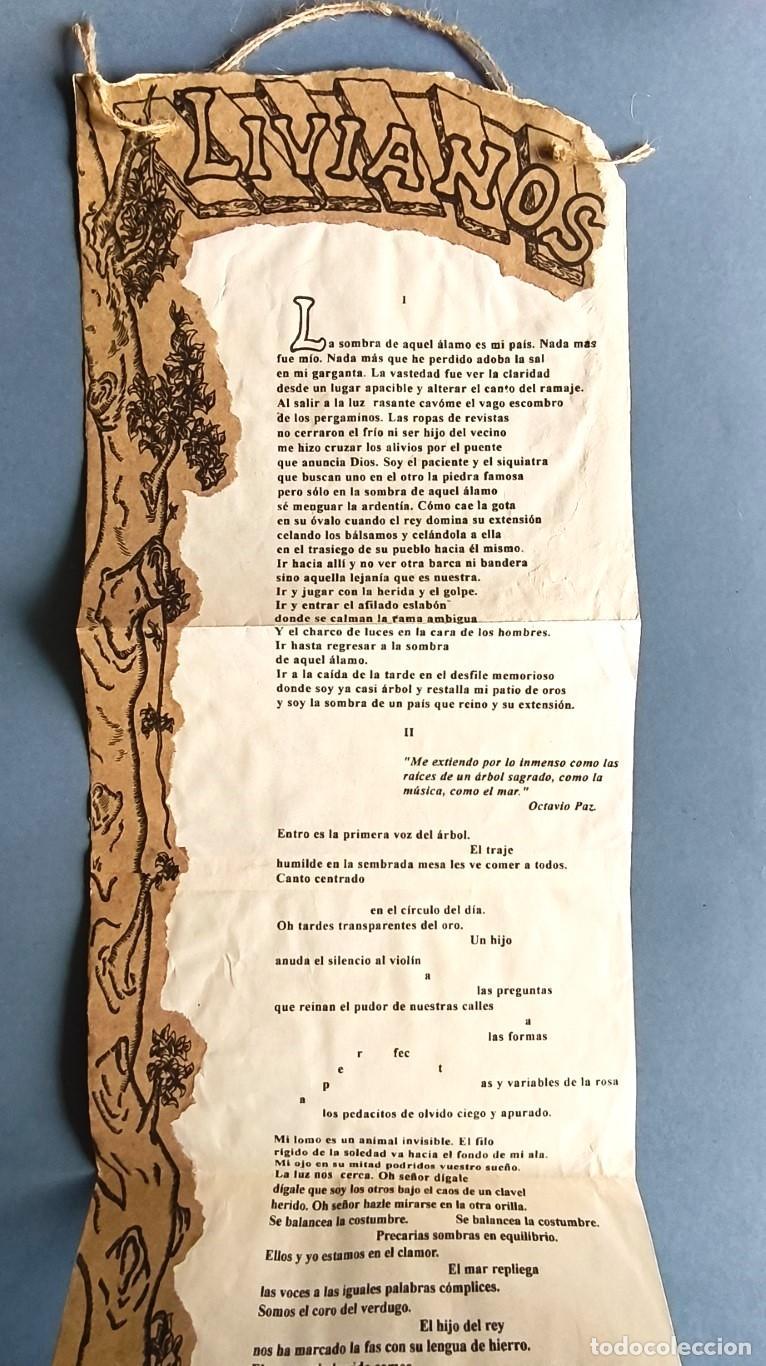 LIVIANOS
I
La sombra de aquel álamo es mi país. Nada más
fue mío. Nada más que he perdido adoba la sal
en mi garganta. La vastedad fue ver la claridad
desde un lugar apacible y alterar el canto del ramaje.
Al salir a la luz rasante cavóme el vago escombro
de los pergaminos. Las ropas de revistas
no cerraron el frío ni ser hijo del vecino
me hizo cruzar los alivios por el puente
que anuncia Dios. Soy el paciente y el siquiatra
que buscan uno en el otro la piedra famosa
pero sólo en la sombra de aquel álamo
sé menguar la ardentía. Cómo cae la gota
en su óvalo cuando el rey domina su extensión
celando los bálsamos y celándola a ella
en el trasiego de su pueblo hacia él mismo.
Ir hacia allí y no ver otra barca ni bandera
sino aquella lejanía que es nuestra.
Ir y jugar con la herida y el golpe.
Ir y entrar el afilado eslabón
donde se calman la rama ambigua
Y el charco de luces en la cara de los hombres.
Ir hasta regresar a la sombra
de aquel álamo.
Ir a la caída de la tarde en el desfile memorioso
donde soy ya casi árbol y restalla mi patio de oros
y soy la sombra de un país que reino y su extensión.
II
"Me extiendo por lo inmenso como las
raíces de un árbol sagrado, como la
música, como el mar."
Octavio Paz.
Entro es la primera voz del árbol.
El traje
humilde en la sembrada mesa les ve comer a todos.
Canto centrado
en el círculo del día.
Oh tardes transparentes del oro.
Un hijo
anuda el silencio al violín
a
las preguntas
que reinan el pudor de nuestras calles
a
las formas
r fec
e t
p as y variables de la rosa
a
los pedacitos de olvido ciego y apurado.
Mi lomo es un animal invisible. El filo
rígido de la soledad va hacia el fondo de mi ala.
Mi ojo en su mitad podridos vuestro sueño.
La luz nos cerca. Oh señor dígale
dígale que soy los otros bajo el caos de un clavel
herido. Oh señor hazle mirarse en la otra orilla.
Se balancea la costumbre. Se balancea la costumbre.
Precarias sombras en equilibrio.
Ellos y yo estamos en el clamor.
El mar repliega
las voces a las iguales palabras cómplices.
Somos el coro del verdugo.
El hijo del rey
nos ha marcado la fas con su lengua de hierro.
todocoleccion